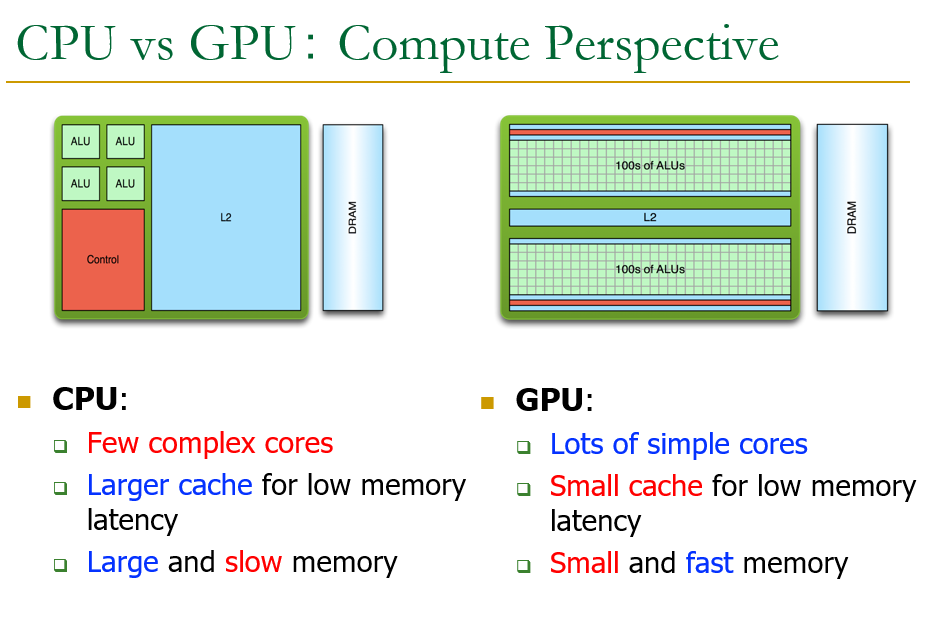 CPU vs GPU: Compute Perspective
ALU
ALU
ALU
ALU
Control
L2
DRAM
100s of ALUs
L2
100s of ALUs
DRAM
CPU:
Few complex cores
Larger cache for low memory
latency
Large and slow memory
GPU:
Lots of simple cores
Small cache for low memory
latency
Small and fast memory